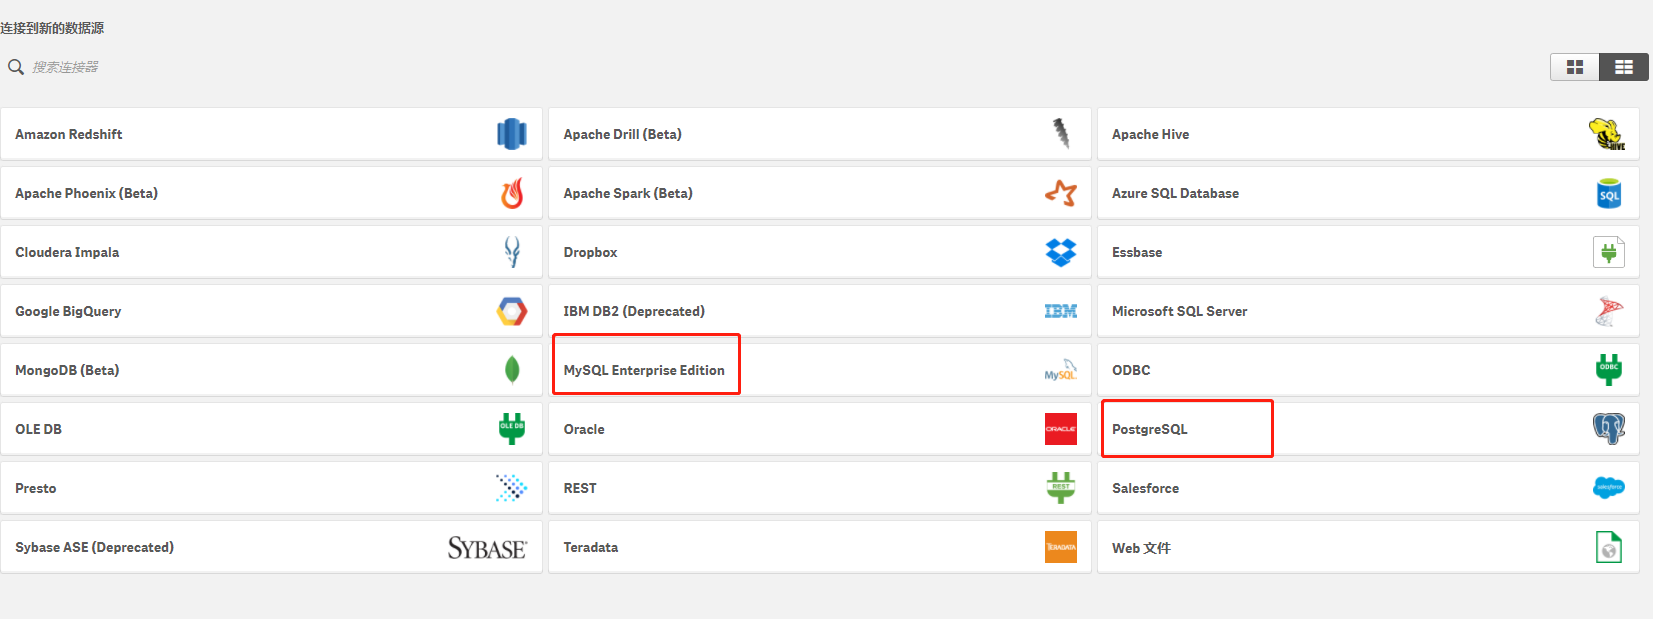 连接到新的数据源
搜索连接器
Amazon Redshift
Apache Drill (Beta)
Apache Hive
HIVE
Apache Phoenix (Beta)
Apache Spark (Beta)
Azure SQL Database
SQL
Cloudera Impala
Dropbox
Essbase
Google BigQuery
IBM DB2 (Deprecated)
IBM
Microsoft SQL Server
MongoDB (Beta)
MySQL Enterprise Edition
MySQL
ODBC
ODBC
OLE DB
OLE DB
Oracle
ORACLE
PostgreSQL
Presto
REST
REST
Salesforce
salesforce
Sybase ASE (Deprecated)
SYBASE
Teradata
TERADATA
Web 文件